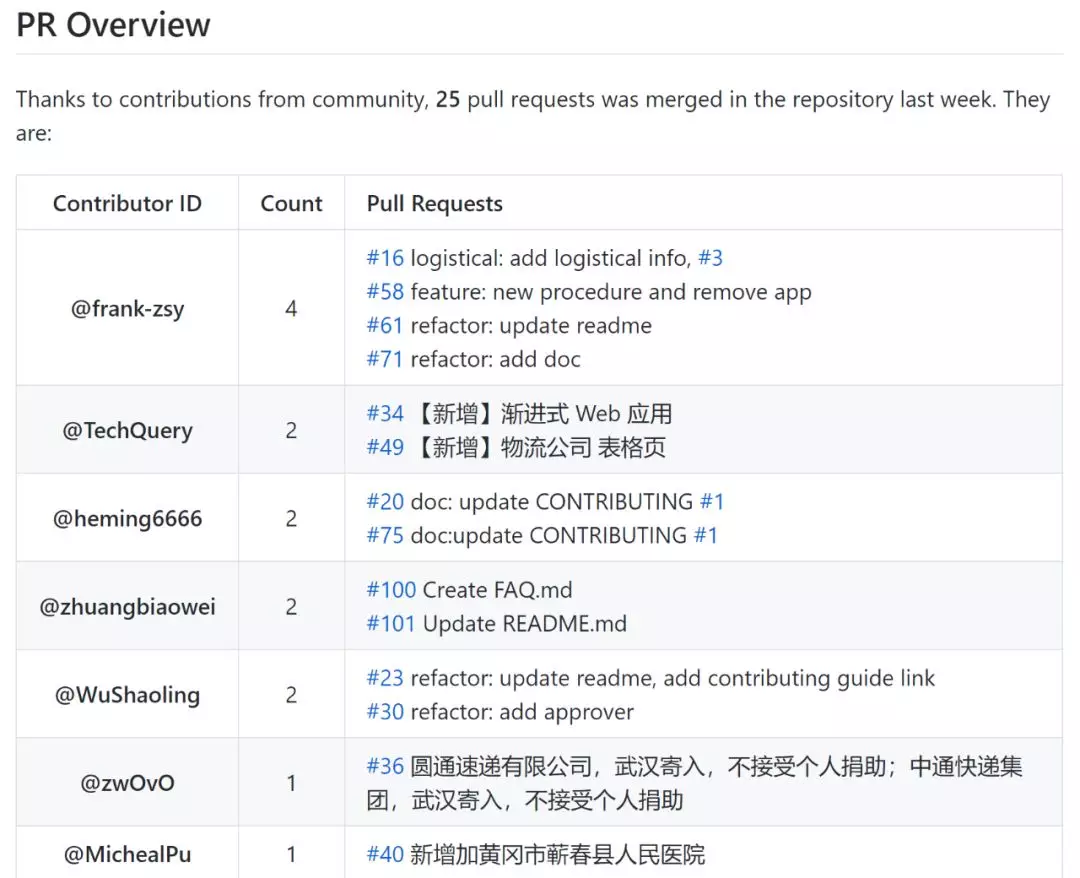 PR Overview
Thanks to contributions from community, 25 pull requests was merged in the repository last week. They
are:
Contributor ID Count Pull Requests
@frank-zsy 4
#16 logistical: add logistical info, #3
#58 feature: new procedure and remove app
#61 refactor: update readme
#71 refactor: add doc
@TechQuery 2
#34 【新增】渐进式 Web 应用
#49 【新增】物流公司 表格页
@heming6666 2
#20 doc: update CONTRIBUTING #1
#75 doc:update CONTRIBUTING #1
@zhuangbiaowei 2
#100 Create FAQ.md
#101 Update README.md
@WuShaoling 2
#23 refactor: update readme, add contributing guide link
#30 refactor: add approver
@zwOvO 1
#36 圆通速递有限公司，武汉寄入，不接受个人捐助；中通快递集
团，武汉寄入，不接受个人捐助
@MichealPu 1
#40 新增加黄冈市蕲春县人民医院